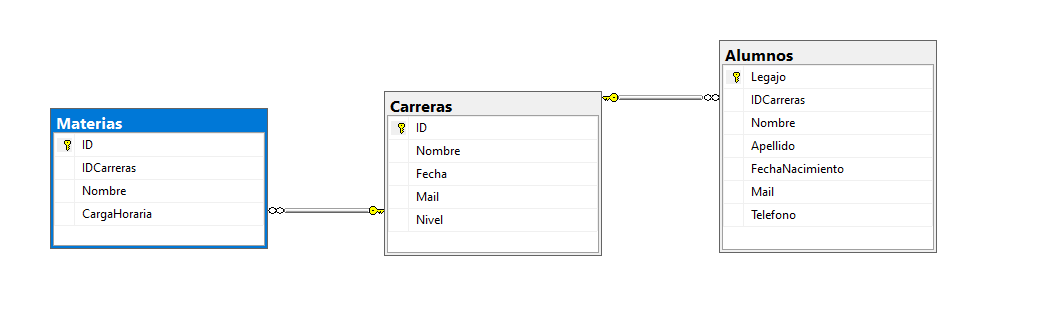 Materias
ID
IDCarreras
Nombre
CargaHoraria
Carreras
ID
Nombre
Fecha
Mail
Nivel
Alumnos
Legajo
IDCarreras
Nombre
Apellido
FechaNacimiento
Mail
Telefono